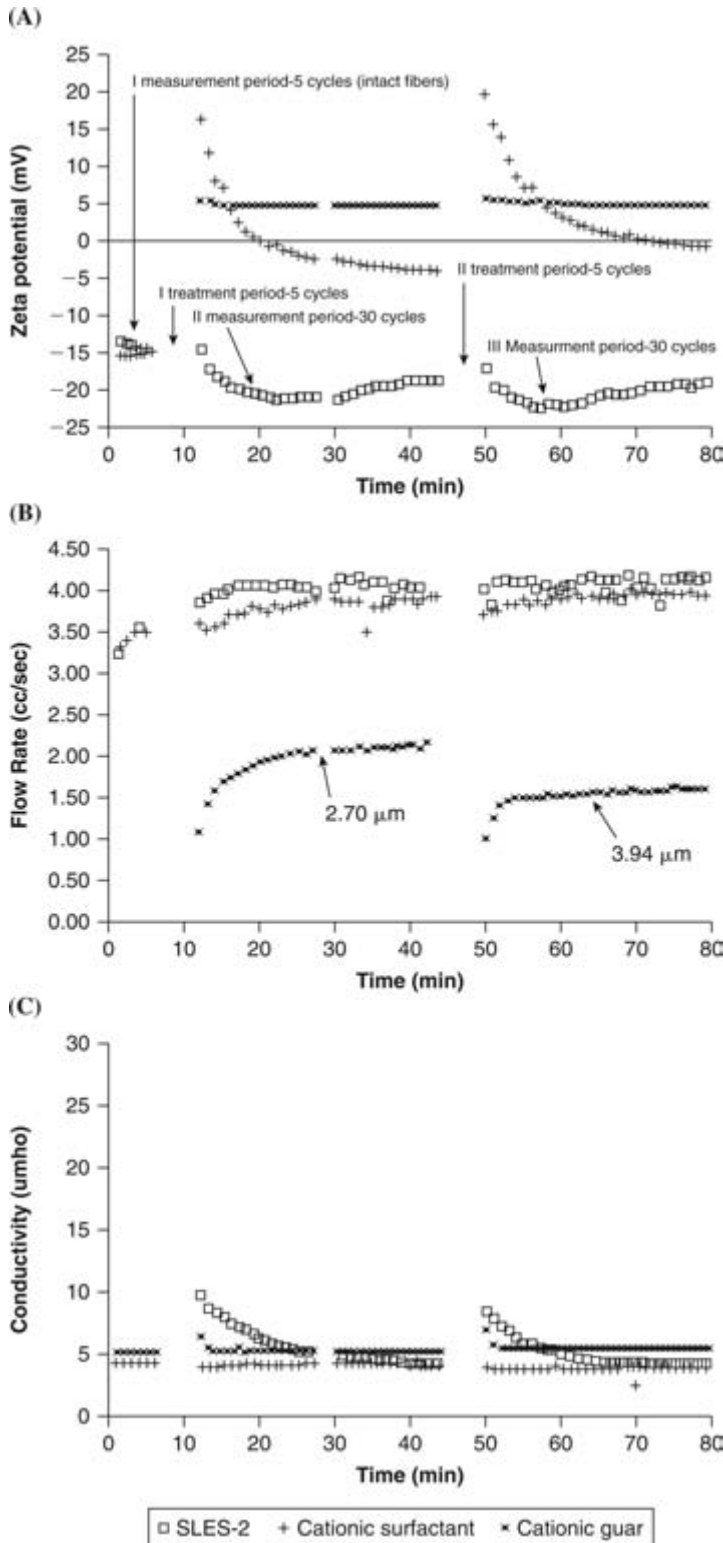 (A)
I measurement period-5 cycles (intact fibers)
25
20
15
10
5
0
−5
−10
−15
−20
−25
Zeta potential (mV)
I treatment period-5 cycles
II measurement period-30 cycles
II treatment period-5 cycles
III Measurment period-30 cycles
0 10 20 30 40 50 60 70 80
Time (min)
(B)
4.50
4.00
3.50
3.00
2.50
2.00
1.50
1.00
0.50
0.00
Flow Rate (cc/sec)
2.70 μm
3.94 μm
0 10 20 30 40 50 60 70 80
Time (min)
(C)
30
25
20
15
10
5
0
Conductivity (umho)
0 10 20 30 40 50 60 70 80
Time (min)
SLES-2 Cationic surfactant Cationic guar